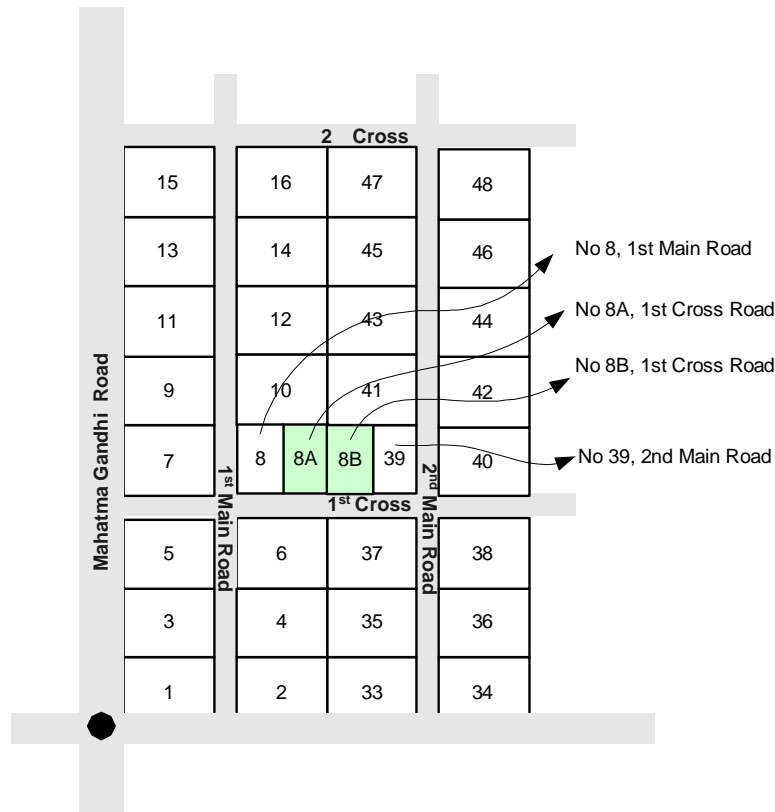 2 Cross
15 16 47 48
13 14 45 46
No 8, 1st Main Road
11 12 43 44
No 8A, 1st Cross Road
9 10 41 42
No 8B, 1st Cross Road
7 8 8A 8B 39 40
No 39, 2nd Main Road
Mahatma Gandhi Road
1st Main Road
2nd Main Road
1st Cross
5 6 37 38
3 4 35 36
1 2 33 34